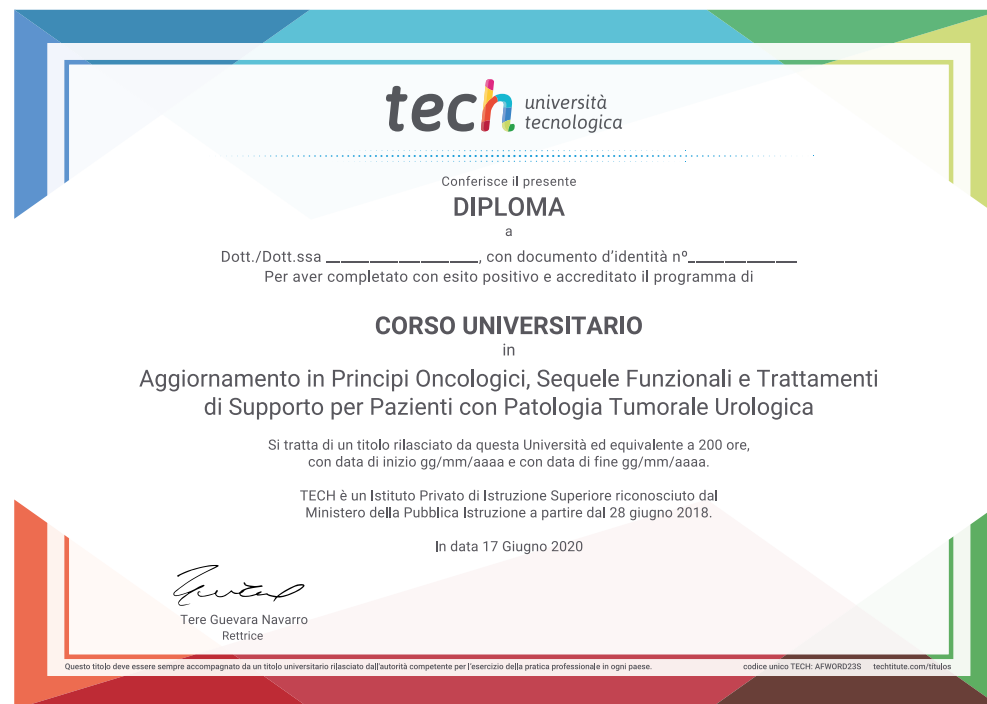 tech università
tecnologica
Conferisce il presente
DIPLOMA
a
Dott./Dott.ssa ____________________, con documento d'identità nº______________
Per aver completato con esito positivo e accreditato il programma di
CORSO UNIVERSITARIO
in
Aggiornamento in Principi Oncologici, Sequele Funzionali e Trattamenti
di Supporto per Pazienti con Patologia Tumorale Urologica
Si tratta di un titolo rilasciato da questa Università ed equivalente a 200 ore,
con data di inizio gg/mm/aaaa e con data di fine gg/mm/aaaa.
TECH è un Istituto Privato di Istruzione Superiore riconosciuto dal
Ministero della Pubblica Istruzione a partire dal 28 giugno 2018.
In data 17 Giugno 2020
Tere Guevara Navarro
Rettrice
Questo titolo deve essere sempre accompagnato da un titolo universitario rilasciato dall'autorità competente per l'esercizio della pratica professionale in ogni paese. codice unico TECH: AFWORD23S techtitute.com/titulos